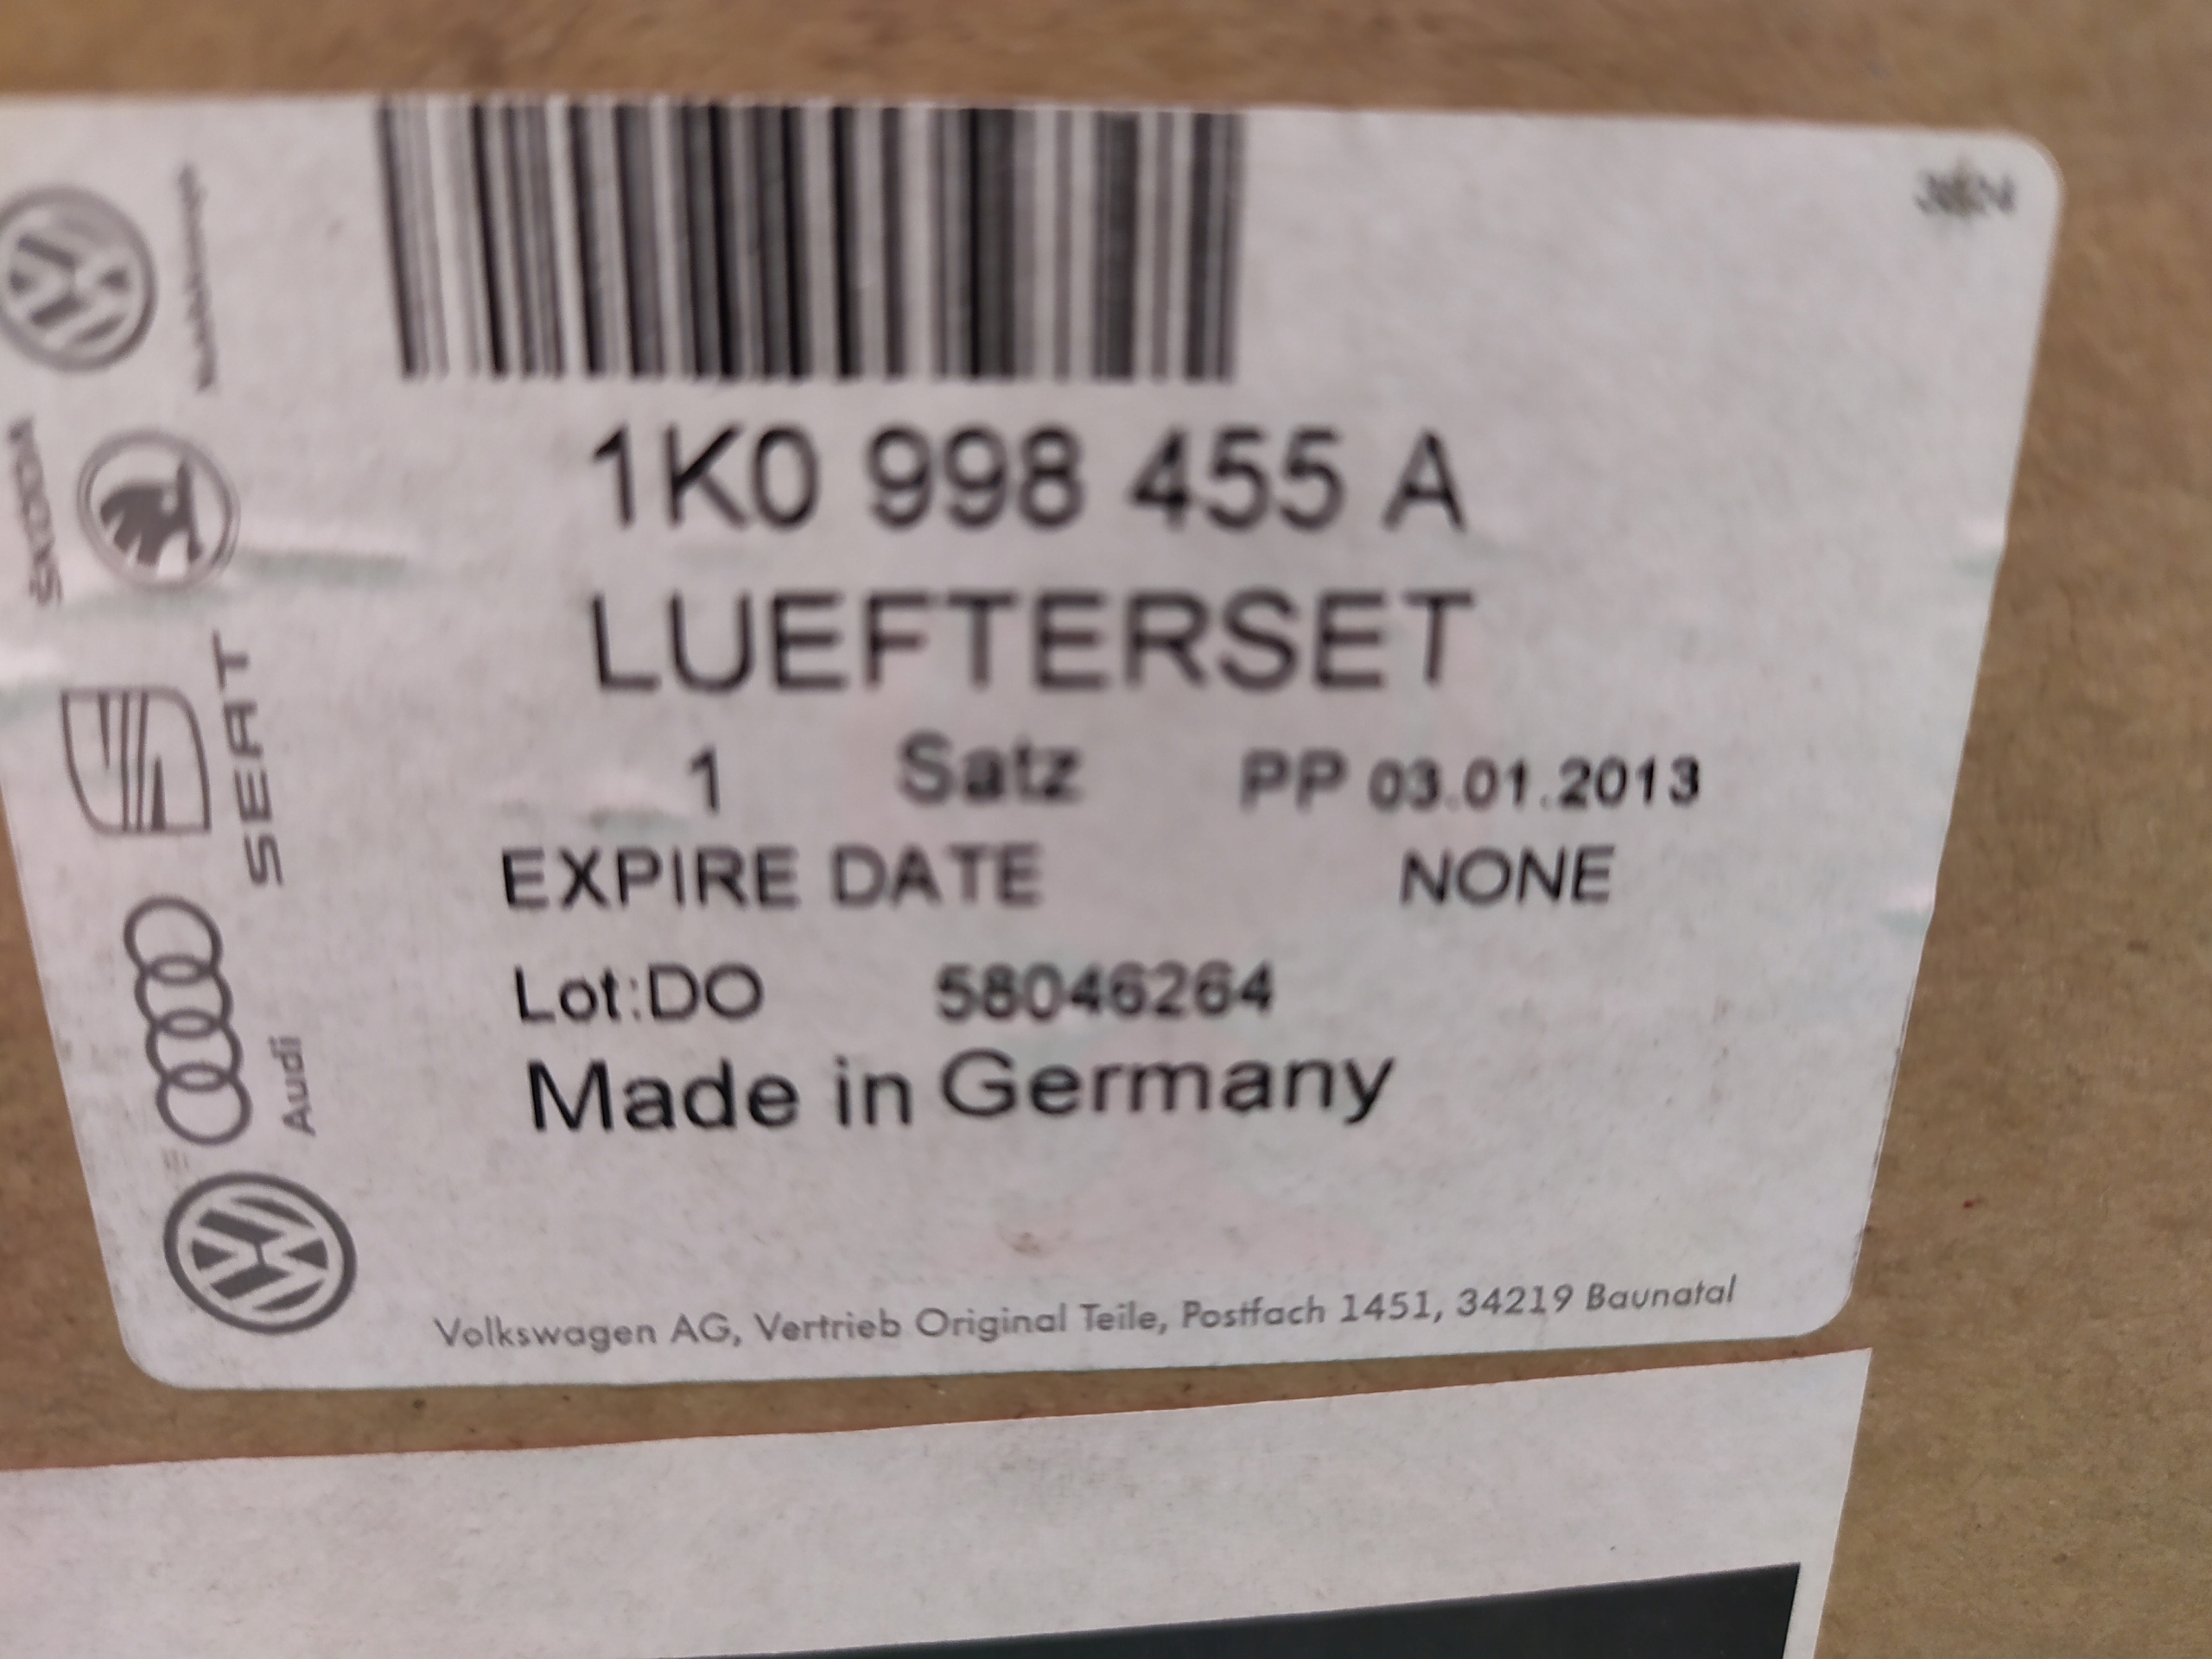 1K0 998 455 A
LUEFTERSET
1 Satz PP 03.01.2013
EXPIRE DATE NONE
Lot:DO 58046264
Made in Germany
Volkswagen AG, Vertrieb Original Teile, Postfach 1451, 34219 Baunatal
ŠKODA
SEAT
Audi